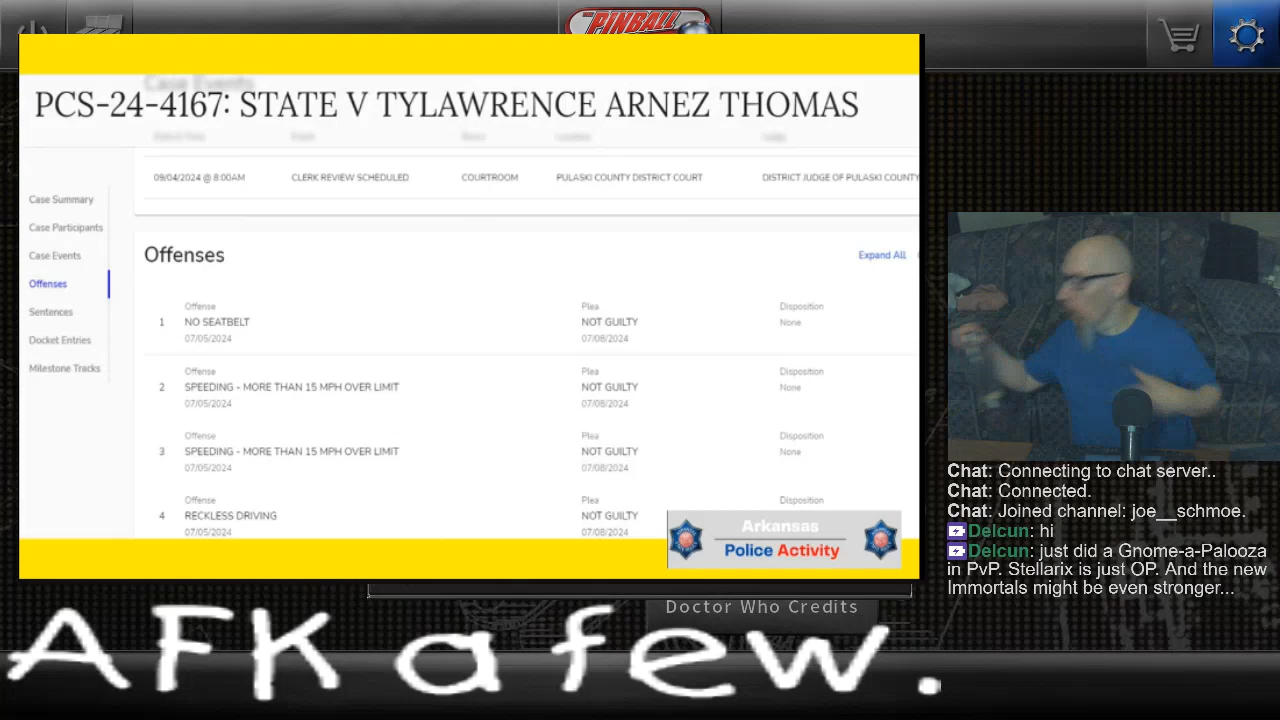 PINBALL
PCS-24-4167: STATE V TYLAWRENCE ARNEZ THOMAS
Case Events
09/04/2024 @ 8:00AM CLERK REVIEW SCHEDULED COURTROOM PULASKI COUNTY DISTRICT COURT DISTRICT JUDGE OF PULASKI COUNTY
Case Summary
Case Participants
Case Events
Offenses
Sentences
Docket Entries
Milestone Tracks
Offenses
Expand All
Offense Plea Disposition
1 NO SEATBELT NOT GUILTY None
07/05/2024 07/08/2024
Offense Plea Disposition
2 SPEEDING - MORE THAN 15 MPH OVER LIMIT NOT GUILTY None
07/05/2024 07/08/2024
Offense Plea Disposition
3 SPEEDING - MORE THAN 15 MPH OVER LIMIT NOT GUILTY None
07/05/2024 07/08/2024
Offense Plea Disposition
4 RECKLESS DRIVING NOT GUILTY
07/05/2024 07/08/2024
Arkansas
Police Activity
Chat: Connecting to chat server..
Chat: Connected.
Chat: Joined channel: joe__schmoe.
Delcun: hi
Delcun: just did a Gnome-a-Palooza
in PvP. Stellarix is just OP. And the new
Immortals might be even stronger...
Doctor Who Credits
AFK a few.